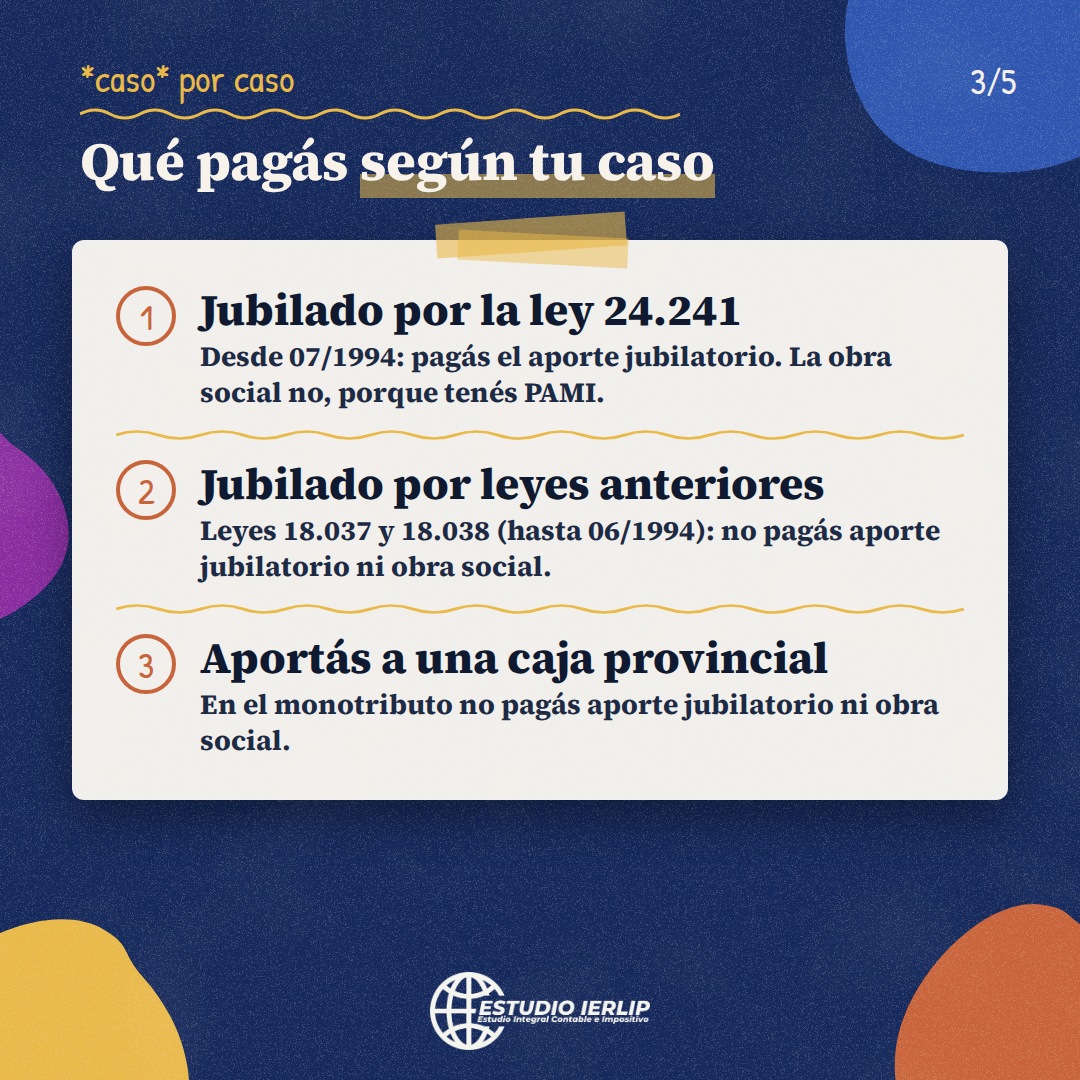 *caso* por caso
3/5
Qué pagás según tu caso
1
Jubilado por la ley 24.241
Desde 07/1994: pagás el aporte jubilatorio. La obra
social no, porque tenés PAMI.
2
Jubilado por leyes anteriores
Leyes 18.037 y 18.038 (hasta 06/1994): no pagás aporte
jubilatorio ni obra social.
3
Aportás a una caja provincial
En el monotributo no pagás aporte jubilatorio ni obra
social.
ESTUDIO IERLIP
Estudio Integral Contable e Impositivo